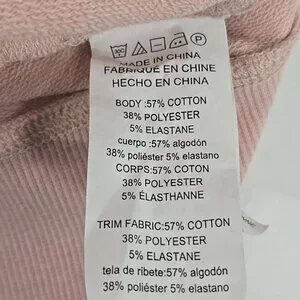 30C P
MADE IN CHINA
FABRIQUE EN CHINE
HECHO EN CHINA
BODY :57% COTTON
38% POLYESTER
5% ELASTANE
cuerpo :57% algodón
38% poliéster 5% elastano
CORPS:57% COTON
38% POLYESTER
5% ÉLASTHANNE
TRIM FABRIC:57% COTTON
38% POLYESTER
5% ELASTANE
tela de ribete:57% algodón
38% poliéster 5% elastano